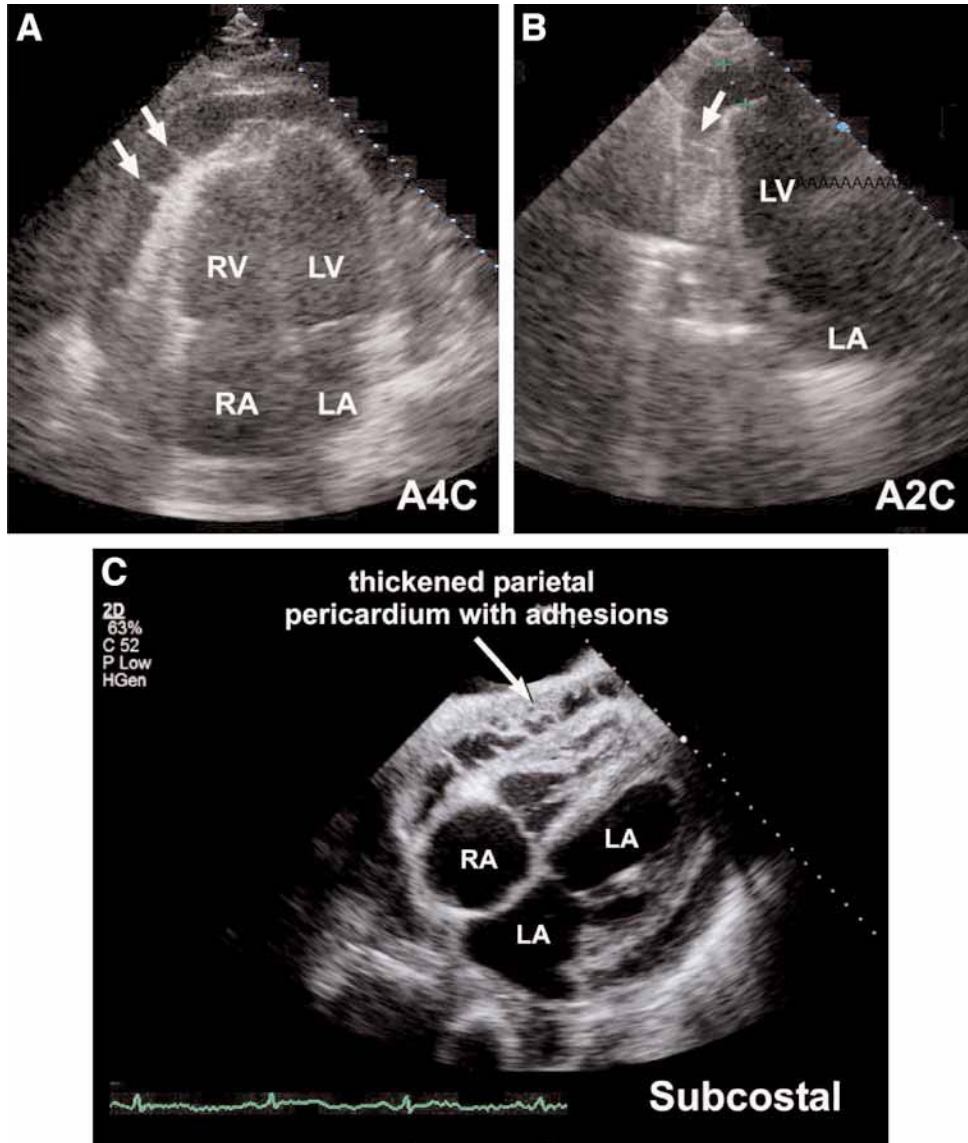 A
RV
LV
RA
LA
A4C
B
LV
AAAAAAAAAA
LA
A2C
C
thickened parietal
pericardium with adhesions
2D
63%
C 52
P Low
HGen
RA
LA
LA
Subcostal